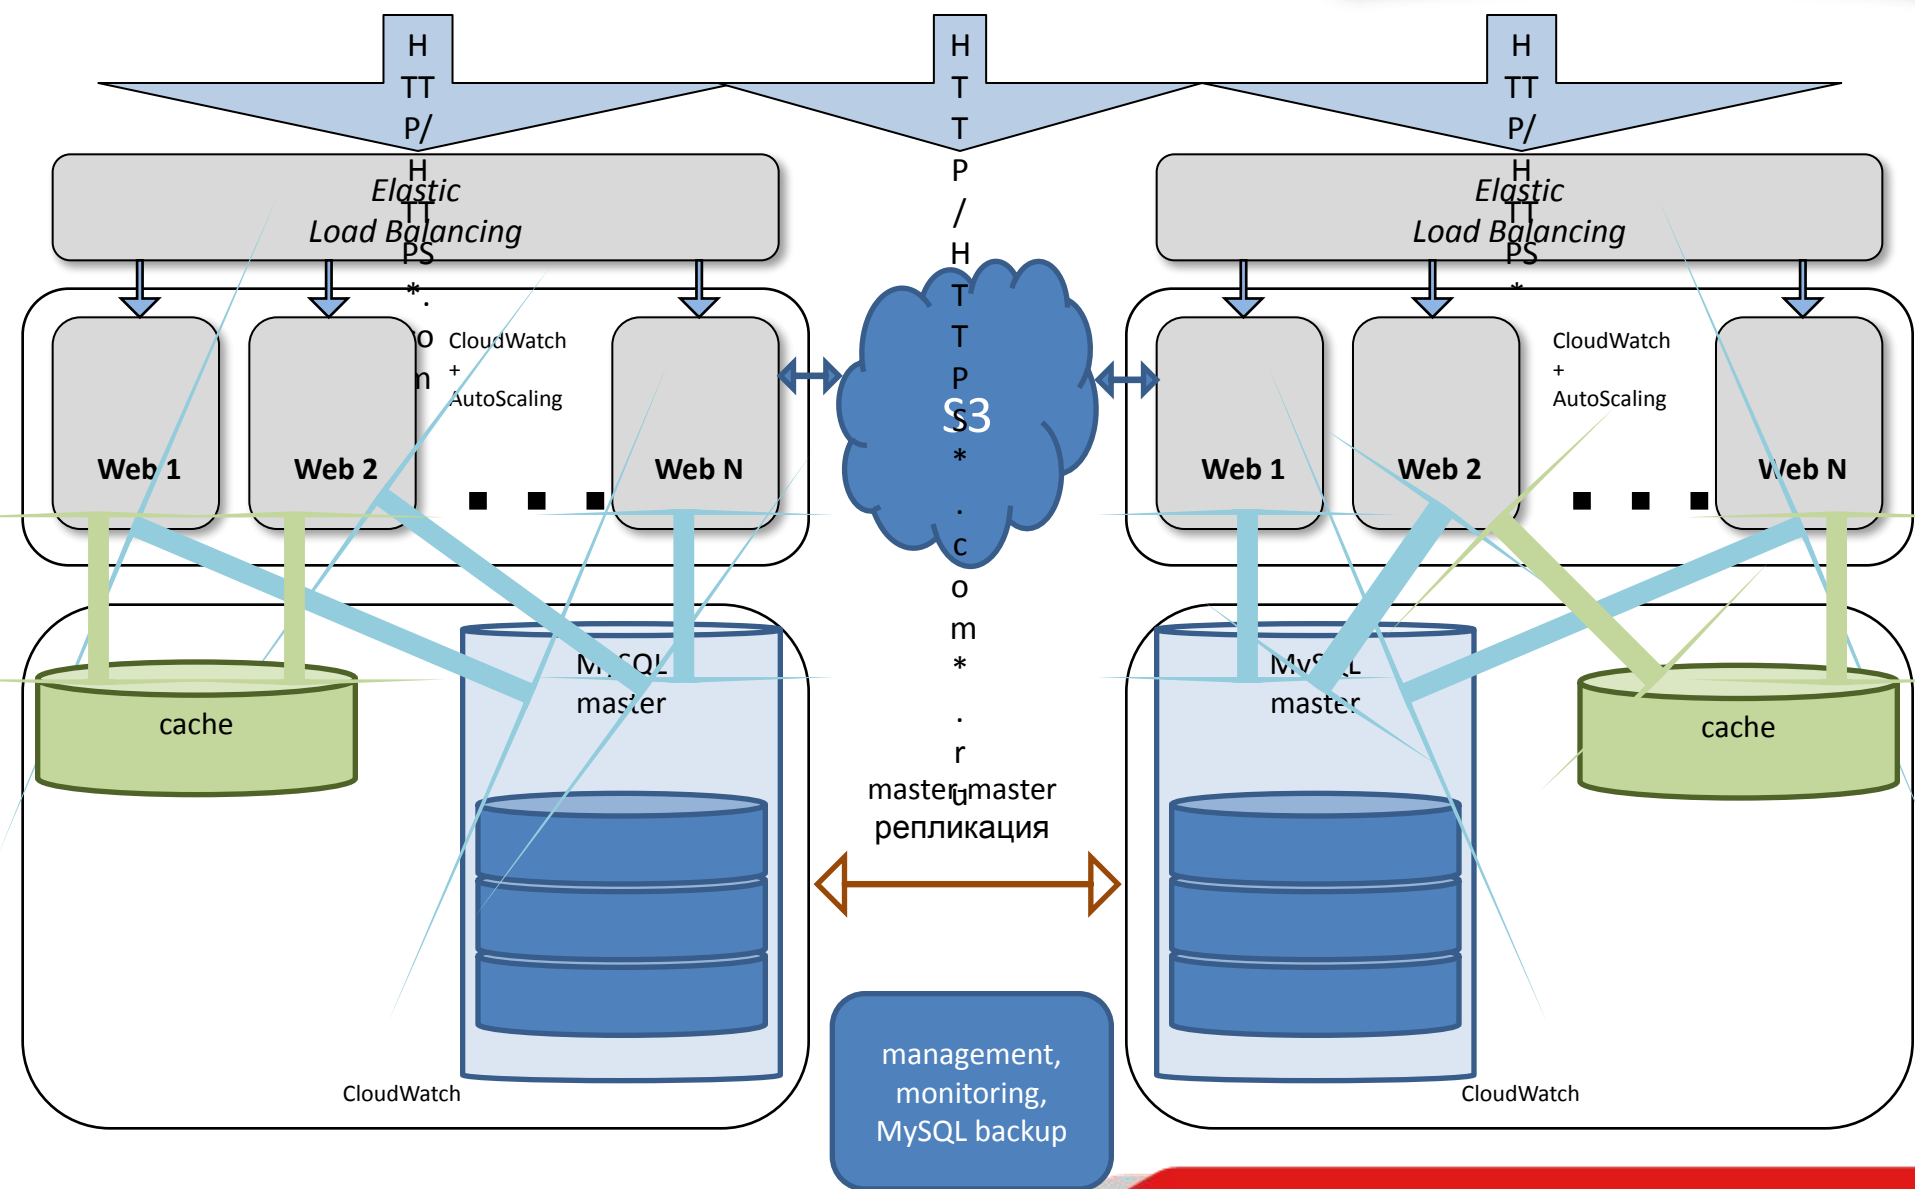 H
TT
P/
H
TT
PS
*.
co
m
H
T
T
P
/
H
T
T
P
S
*
.
c
o
m
*
.
r
u
H
TT
P/
H
TT
PS
*
Elastic
Load Balancing
Elastic
Load Balancing
Web 1
Web 2
CloudWatch
+
AutoScaling
. . .
Web N
S3
Web 1
Web 2
CloudWatch
+
AutoScaling
. . .
Web N
cache
MySQL
master
MySQL
master
cache
master-master
репликация
CloudWatch
management,
monitoring,
MySQL backup
CloudWatch